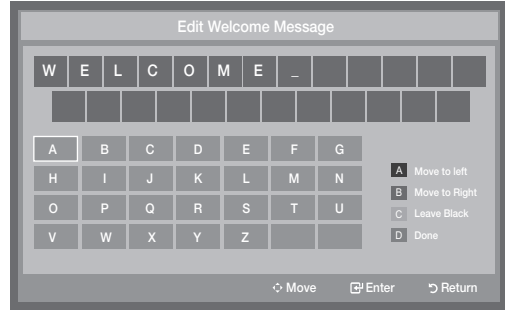 Edit Welcome Message
W E L C O M E _
A B C D E F G
H I J K L M N
O P Q R S T U
V W X Y Z
A Move to left
B Move to Right
C Leave Black
D Done
Move Enter Return